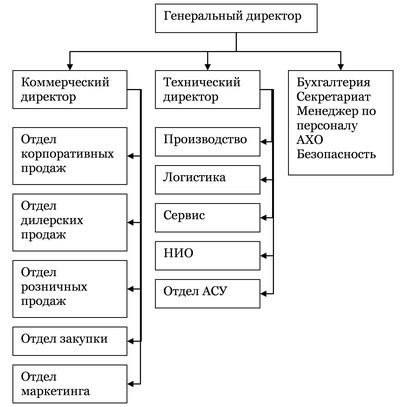 Генеральный директор
Коммерческий
директор
Технический
директор
Бухгалтерия
Секретариат
Менеджер по
персоналу
АХО
Безопасность
Отдел
корпоративных
продаж
Отдел
дилерских
продаж
Отдел
розничных
продаж
Отдел закупки
Отдел
маркетинга
Производство
Логистика
Сервис
НИО
Отдел АСУ